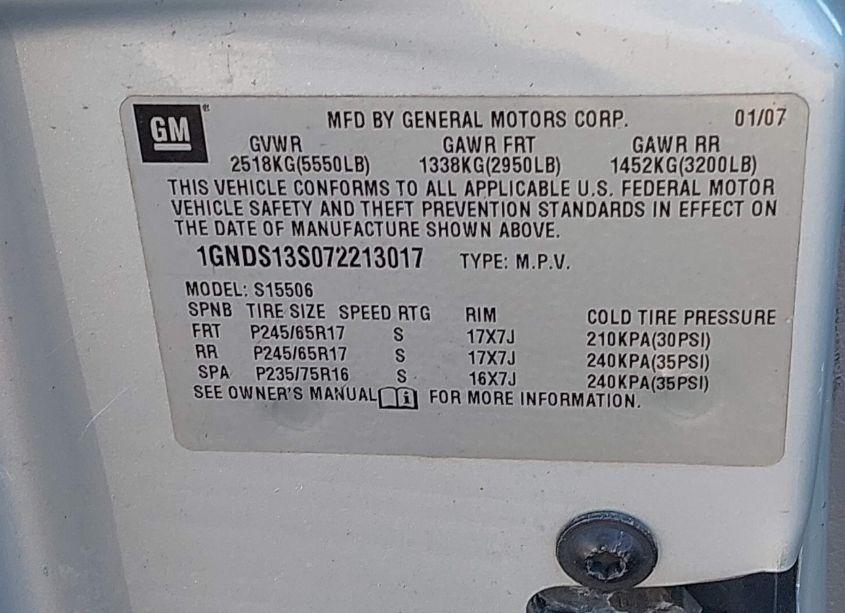 GM ® MFD BY GENERAL MOTORS CORP. 01/07
GVWR GAWR FRT GAWR RR
2518KG(5550LB) 1338KG(2950LB) 1452KG(3200LB)
THIS VEHICLE CONFORMS TO ALL APPLICABLE U.S. FEDERAL MOTOR
VEHICLE SAFETY AND THEFT PREVENTION STANDARDS IN EFFECT ON
THE DATE OF MANUFACTURE SHOWN ABOVE.
1GNDS13S072213017 TYPE: M.P.V.
MODEL: S15506
SPNB TIRE SIZE SPEED RTG RIM COLD TIRE PRESSURE
FRT P245/65R17 S 17X7J 210KPA(30PSI)
RR P245/65R17 S 17X7J 240KPA(35PSI)
SPA P235/75R16 S 16X7J 240KPA(35PSI)
SEE OWNER'S MANUAL i FOR MORE INFORMATION.